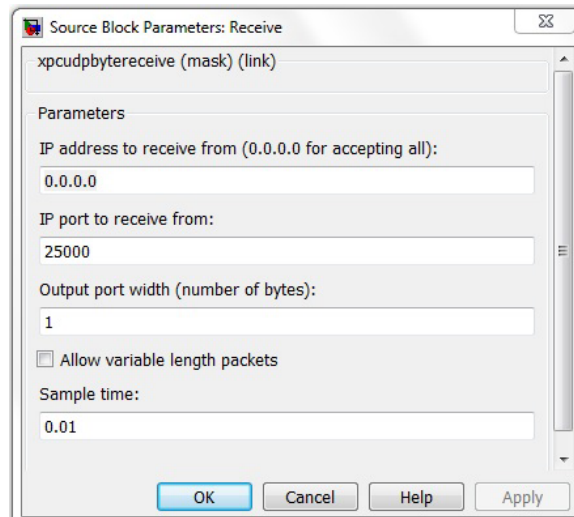 Source Block Parameters: Receive
xpcudpbytereceive (mask) (link)
Parameters
IP address to receive from (0.0.0.0 for accepting all):
0.0.0.0
IP port to receive from:
25000
Output port width (number of bytes):
1
Allow variable length packets
Sample time:
0.01
OK Cancel Help Apply